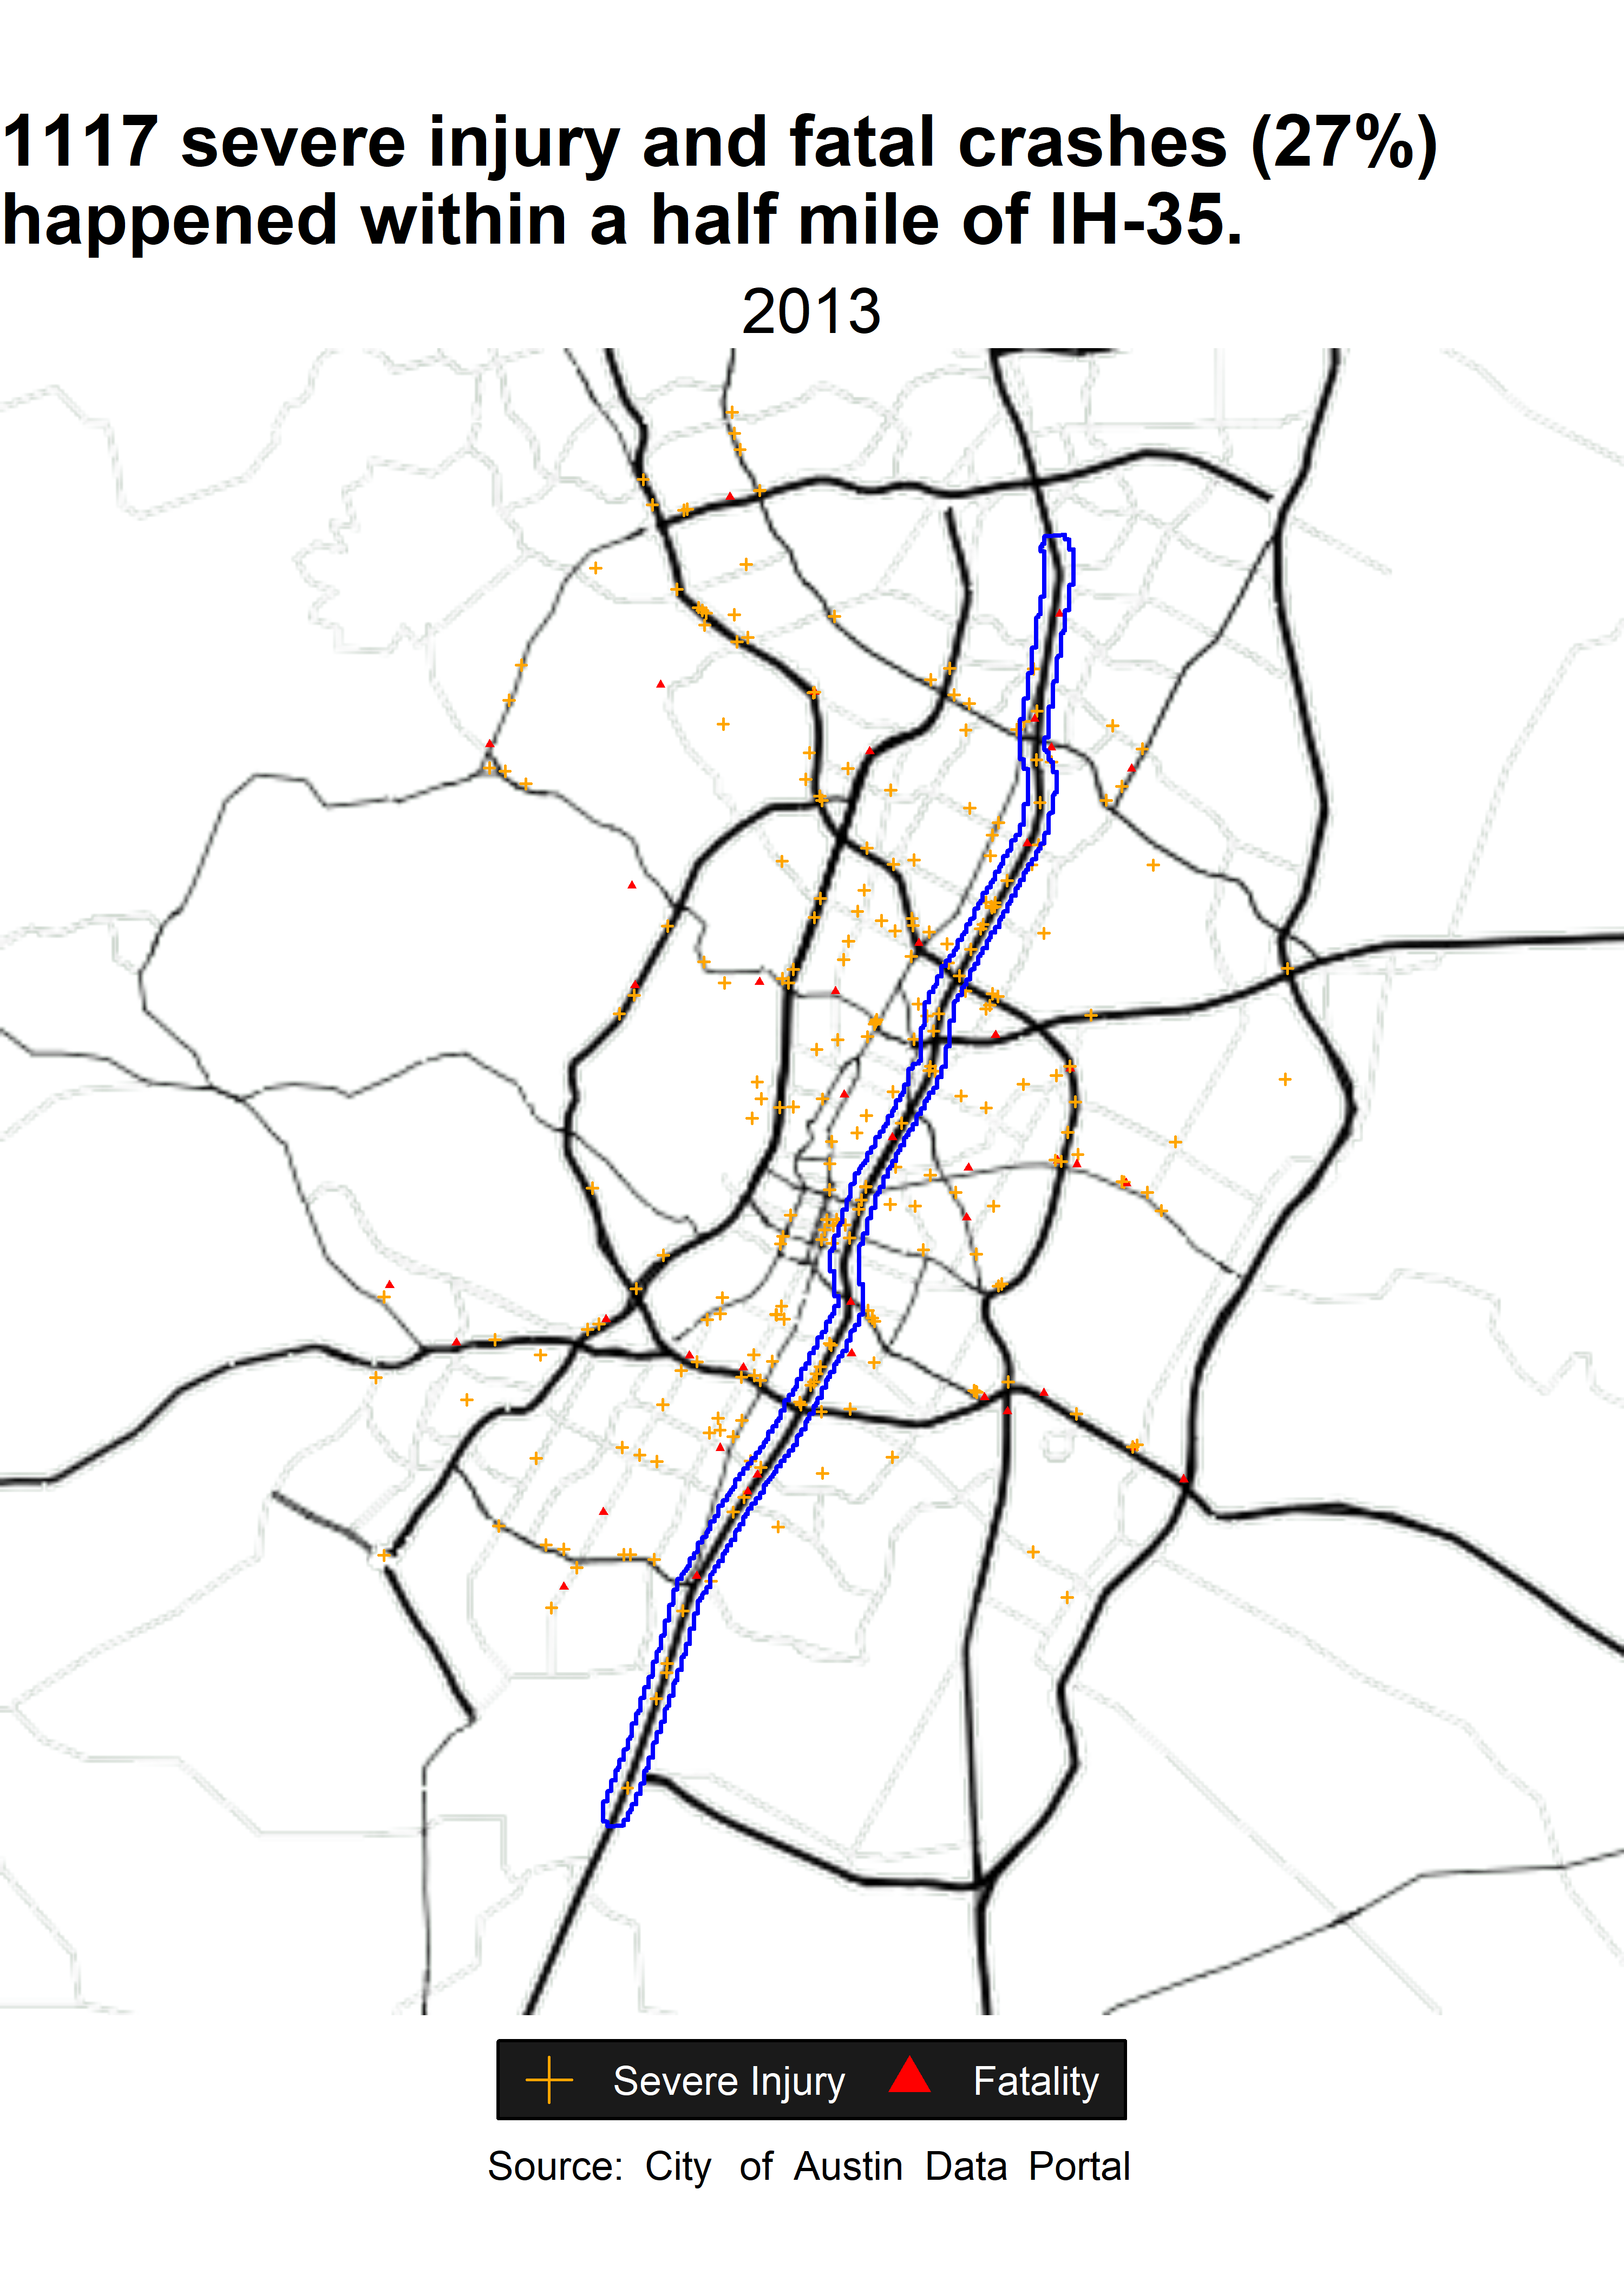 1117 severe injury and fatal crashes (27%)
happened within a half mile of IH-35.
2013
Severe Injury Fatality
Source: City of Austin Data Portal